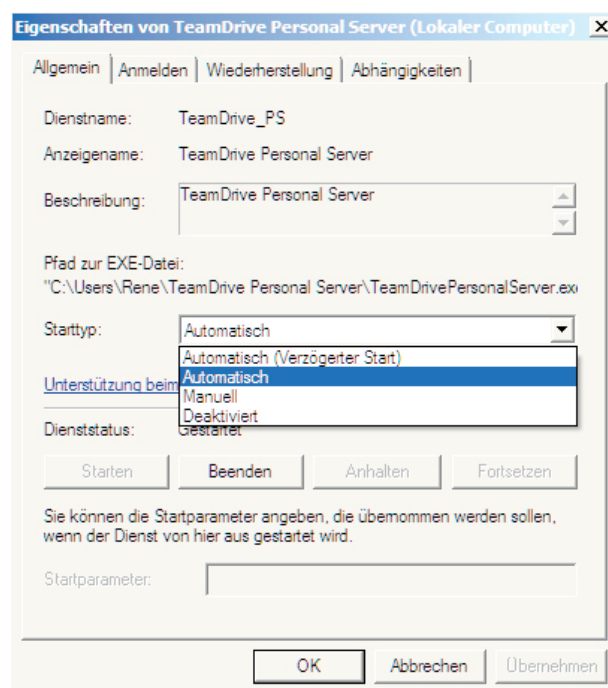 Eigenschaften von TeamDrive Personal Server (Lokaler Computer)
Allgemein Anmelden Wiederherstellung Abhängigkeiten
Dienstname: TeamDrive_PS
Anzeigename: TeamDrive Personal Server
Beschreibung: TeamDrive Personal Server
Pfad zur EXE-Datei:
"C:\Users\Rene\TeamDrive Personal Server\TeamDrivePersonalServer.exe
Starttyp: Automatisch
Automatisch (Verzögerter Start)
Unterstützung beim Automatisch
Manuell
Deaktiviert
Dienststatus: Gestartet
Starten Beenden Anhalten Fortsetzen
Sie können die Startparameter angeben, die übernommen werden sollen,
wenn der Dienst von hier aus gestartet wird.
Startparameter:
OK Abbrechen Übernehmen